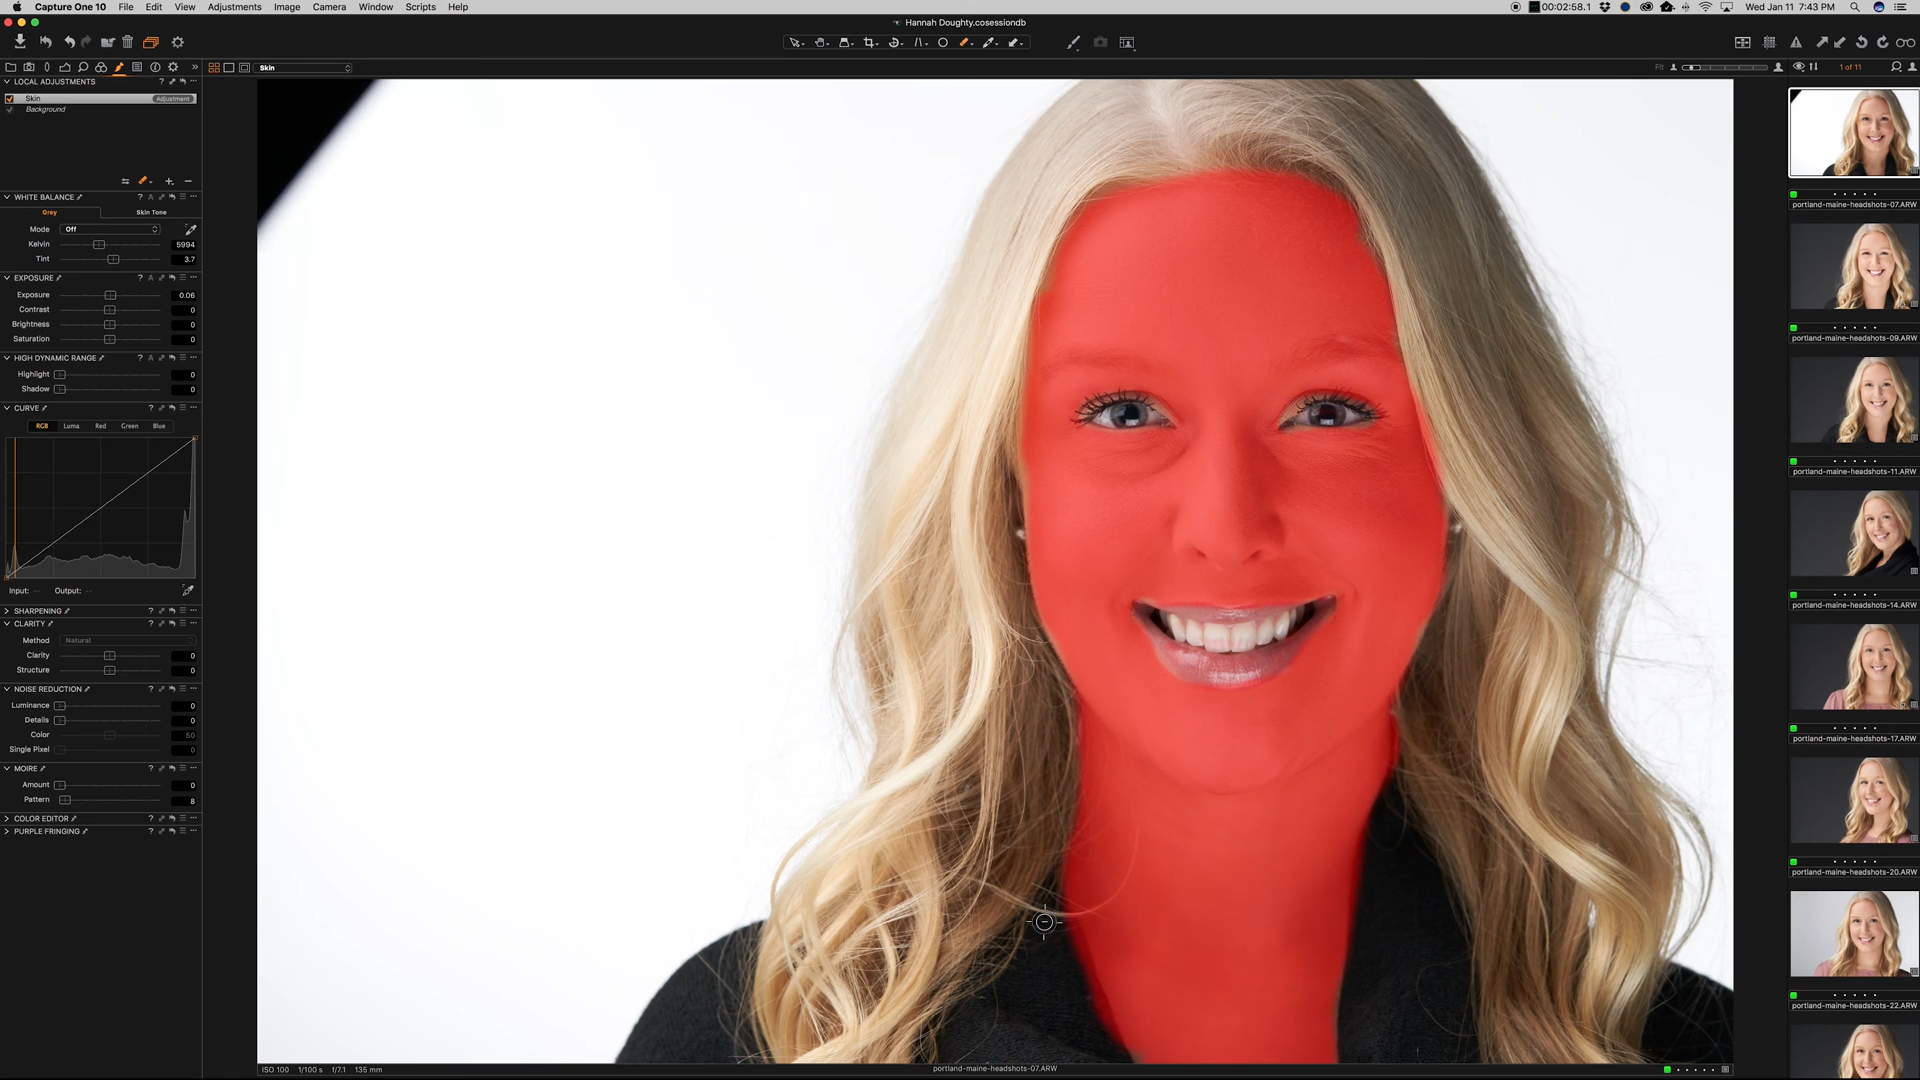 Capture One 10 File Edit View Adjustments Image Camera Window Scripts Help 00:02:58.1 Wed Jan 11 7:43 PM
Hannah Doughty.cosessiondb
LOCAL ADJUSTMENTS ?
Skin Adjustment
Background
Skin
Fit
1 of 11
WHITE BALANCE ? A
Grey Skin Tone
Mode Off
Kelvin 5994
Tint 3.7
EXPOSURE ? A
Exposure 0.06
Contrast 0
Brightness 0
Saturation 0
HIGH DYNAMIC RANGE ? A
Highlight 0
Shadow 0
CURVE ?
RGB Luma Red Green Blue
Input: -- Output: --
SHARPENING ?
CLARITY ?
Method Natural
Clarity 0
Structure 0
NOISE REDUCTION ?
Luminance 0
Details 0
Color 50
Single Pixel 0
MOIRE ?
Amount 0
Pattern 8
COLOR EDITOR ?
PURPLE FRINGING ?
ISO 100 1/100 s f/7.1 135 mm
portland-maine-headshots-07.ARW
portland-maine-headshots-07.ARW
portland-maine-headshots-09.ARW
portland-maine-headshots-11.ARW
portland-maine-headshots-14.ARW
portland-maine-headshots-17.ARW
portland-maine-headshots-20.ARW
portland-maine-headshots-22.ARW